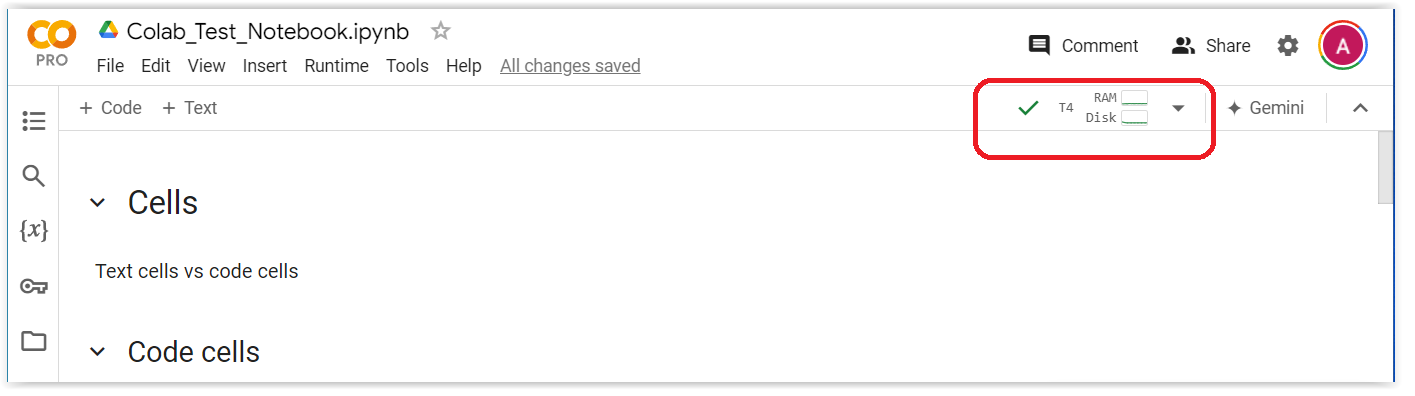 CO
PRO
Colab_Test_Notebook.ipynb
File Edit View Insert Runtime Tools Help All changes saved
Comment Share A
+ Code + Text
T4 RAM Disk
Gemini
{x}
Cells
Text cells vs code cells
Code cells